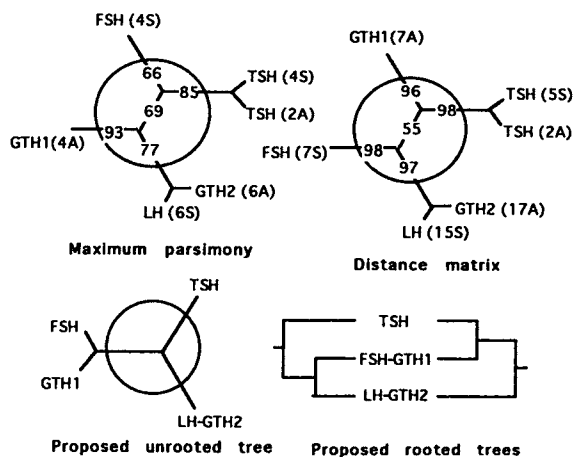 FSH (4S)
66
85
TSH (4S)
TSH (2A)
69
GTH1(4A)
93
77
GTH2 (6A)
LH (6S)
Maximum parsimony
GTH1(7A)
96
98
TSH (5S)
TSH (2A)
55
FSH (7S)
98
97
GTH2 (17A)
LH (15S)
Distance matrix
TSH
FSH
GTH1
LH-GTH2
Proposed unrooted tree
TSH
FSH-GTH1
LH-GTH2
Proposed rooted trees